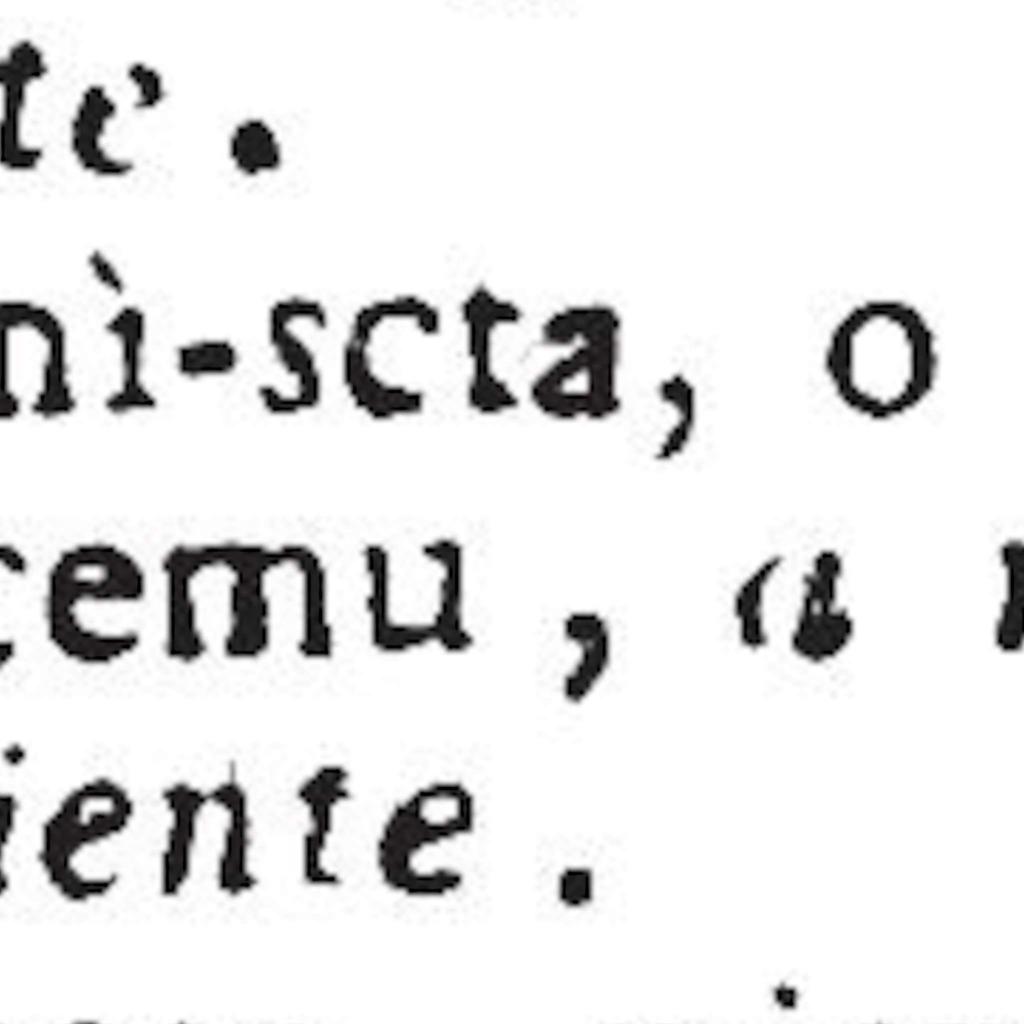 te.
nì-scta, o
cemu, a
iente.